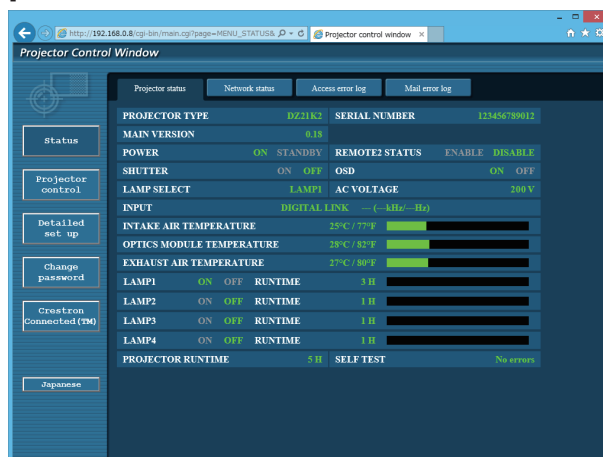 http://192.168.0.8/cgi-bin/main.cgi?page=MENU_STATUS&
Projector control window ×
Projector Control Window
Projector status Network status Access error log Mail error log
Status
Projector control
Detailed set up
Change password
Crestron Connected(TM)
Japanese
PROJECTOR TYPE DZ21K2 SERIAL NUMBER 123456789012
MAIN VERSION 0.18
POWER ON STANDBY REMOTE2 STATUS ENABLE DISABLE
SHUTTER ON OFF OSD ON OFF
LAMP SELECT LAMP1 AC VOLTAGE 200 V
INPUT DIGITAL LINK --- (---kHz/---Hz)
INTAKE AIR TEMPERATURE 25°C / 77°F
OPTICS MODULE TEMPERATURE 28°C / 82°F
EXHAUST AIR TEMPERATURE 27°C / 80°F
LAMP1 ON OFF RUNTIME 3 H
LAMP2 ON OFF RUNTIME 1 H
LAMP3 ON OFF RUNTIME 1 H
LAMP4 ON OFF RUNTIME 1 H
PROJECTOR RUNTIME 5 H SELF TEST No errors